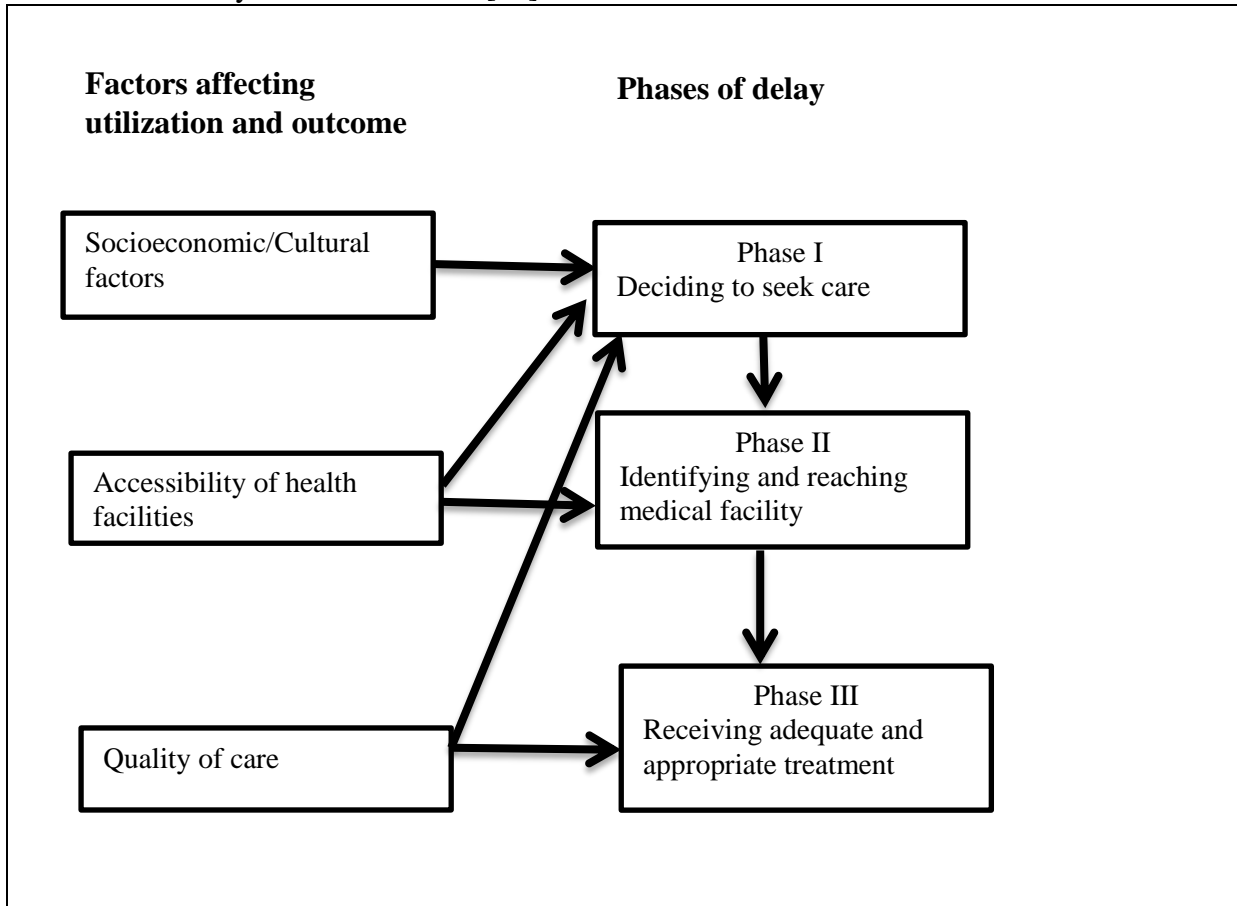 Factors affecting
utilization and outcome
Phases of delay
Socioeconomic/Cultural
factors
Phase I
Deciding to seek care
Accessibility of health
facilities
Phase II
Identifying and reaching
medical facility
Quality of care
Phase III
Receiving adequate and
appropriate treatment